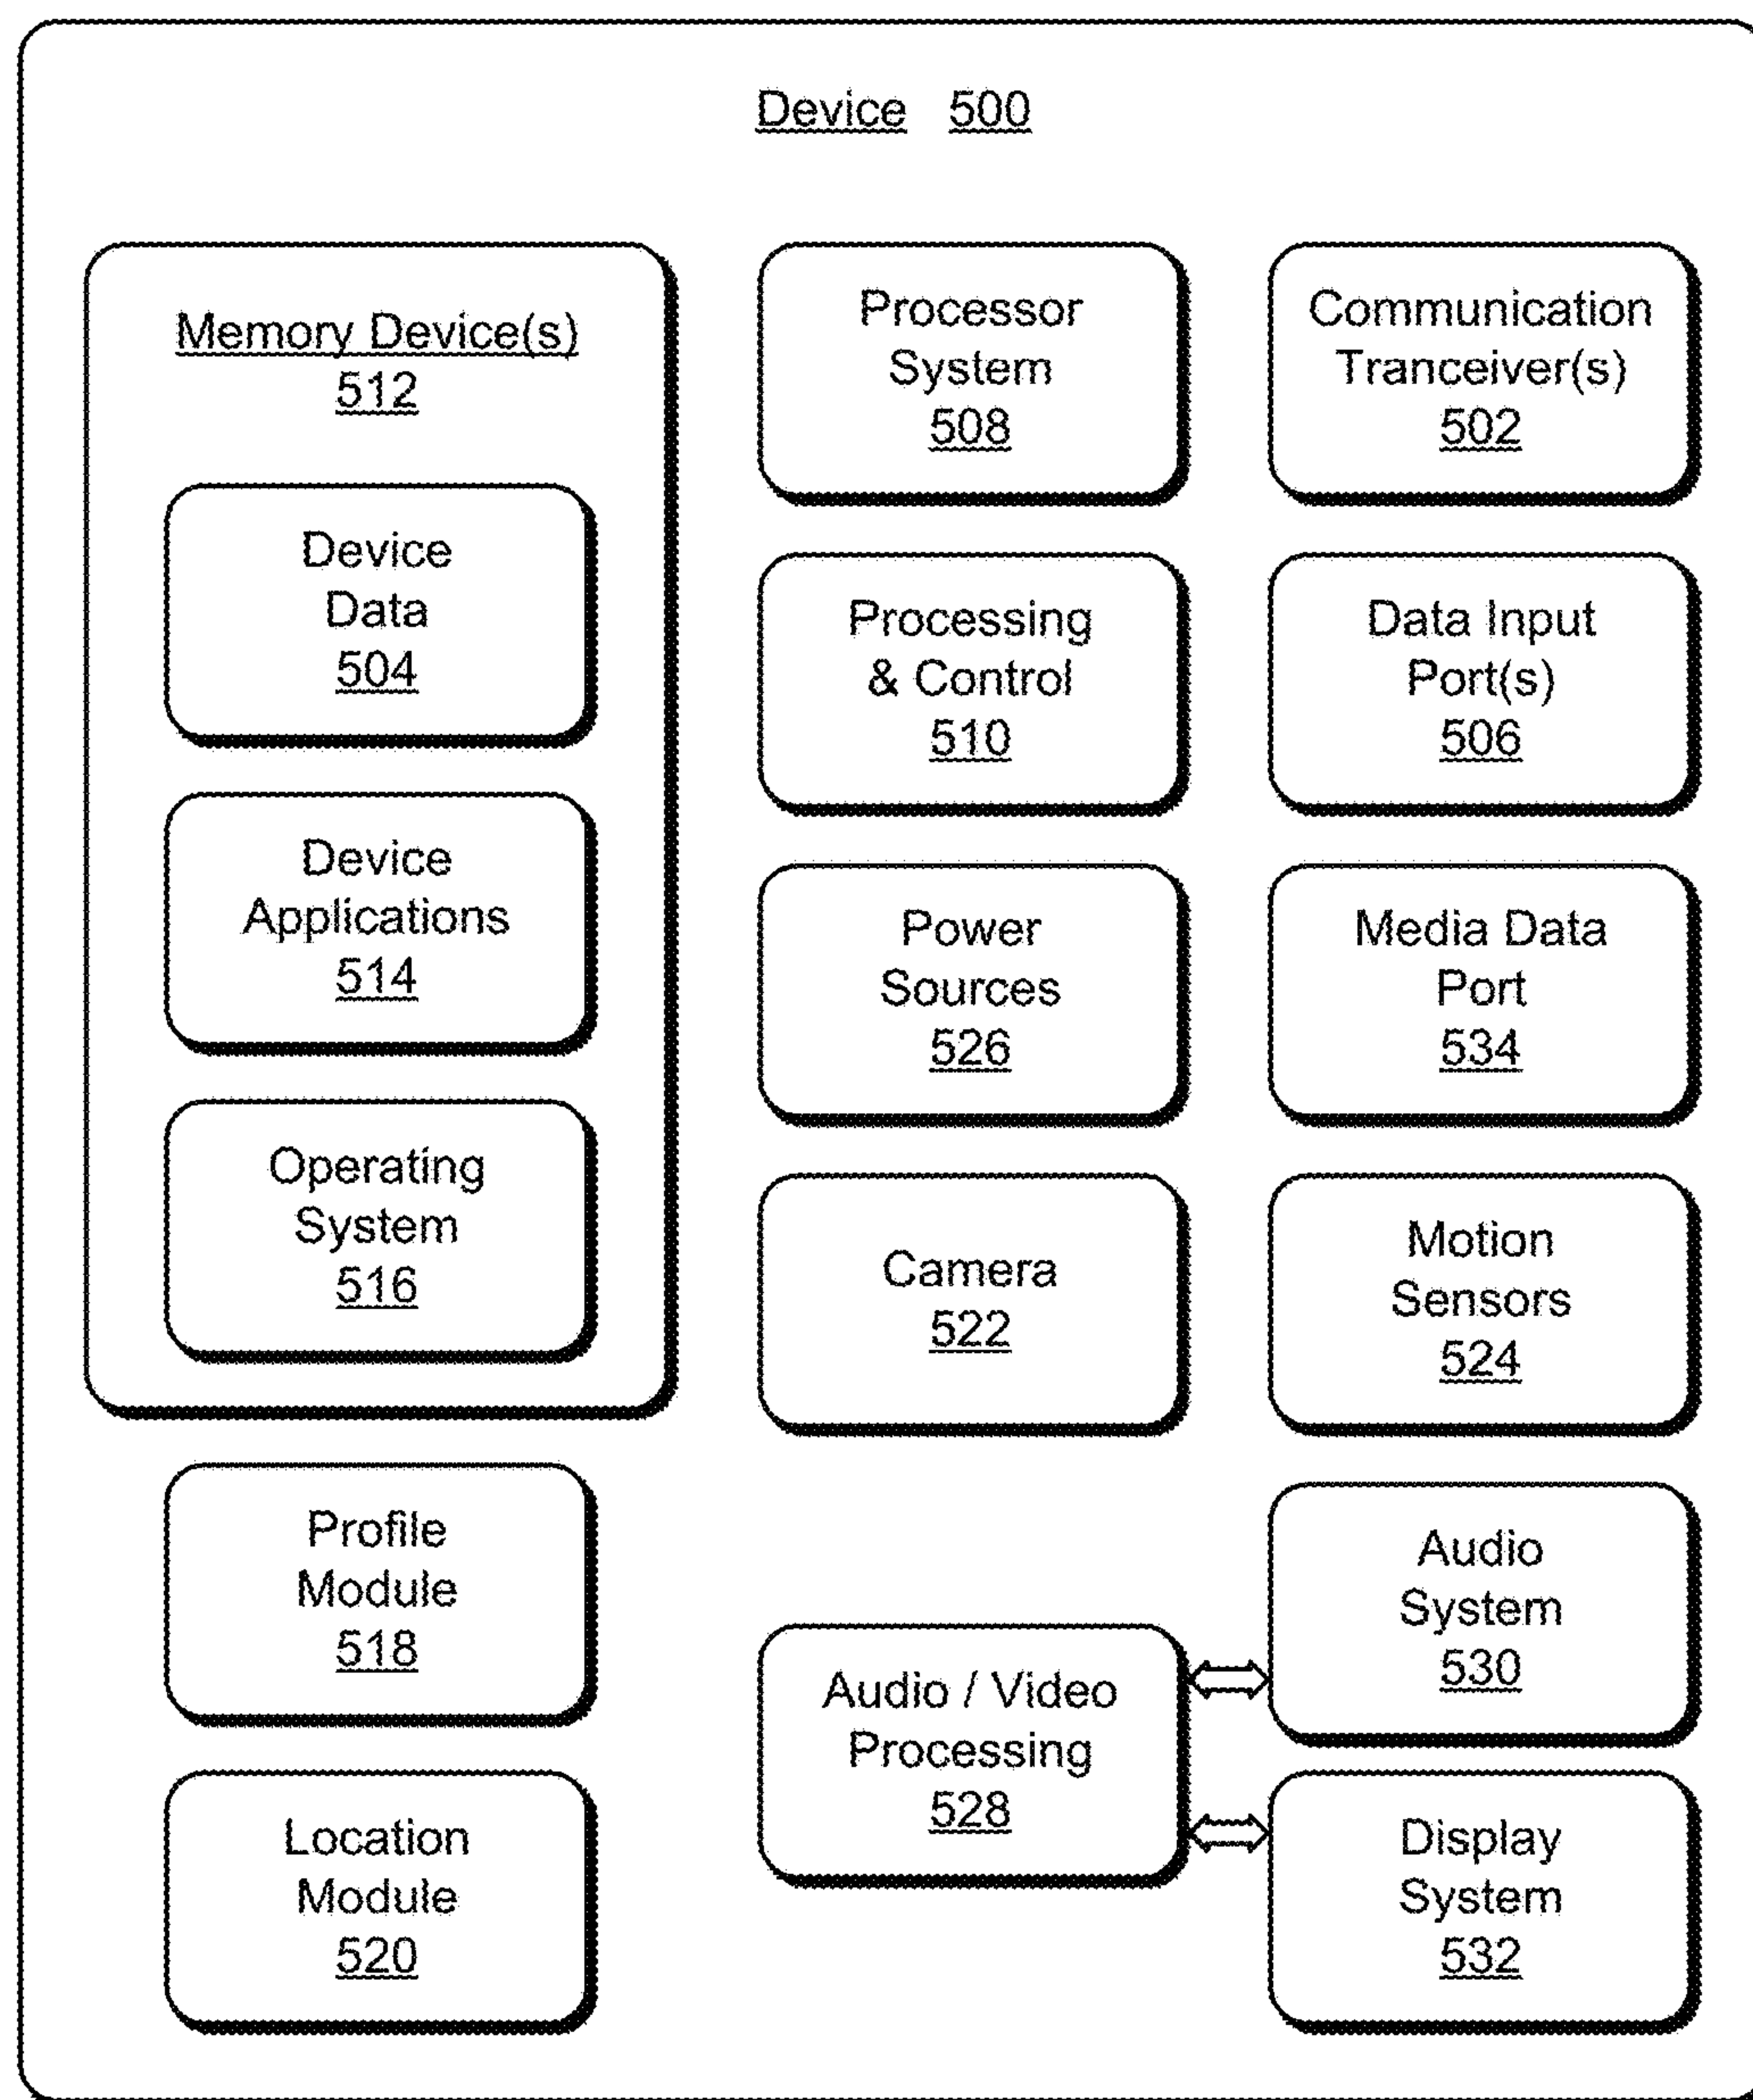 Device 500
Memory Device(s)
512
Device
Data
504
Device
Applications
514
Operating
System
516
Profile
Module
518
Location
Module
520
Processor
System
508
Processing
& Control
510
Power
Sources
526
Camera
522
Audio / Video
Processing
528
Communication
Tranceiver(s)
502
Data Input
Port(s)
506
Media Data
Port
534
Motion
Sensors
524
Audio
System
530
Display
System
532